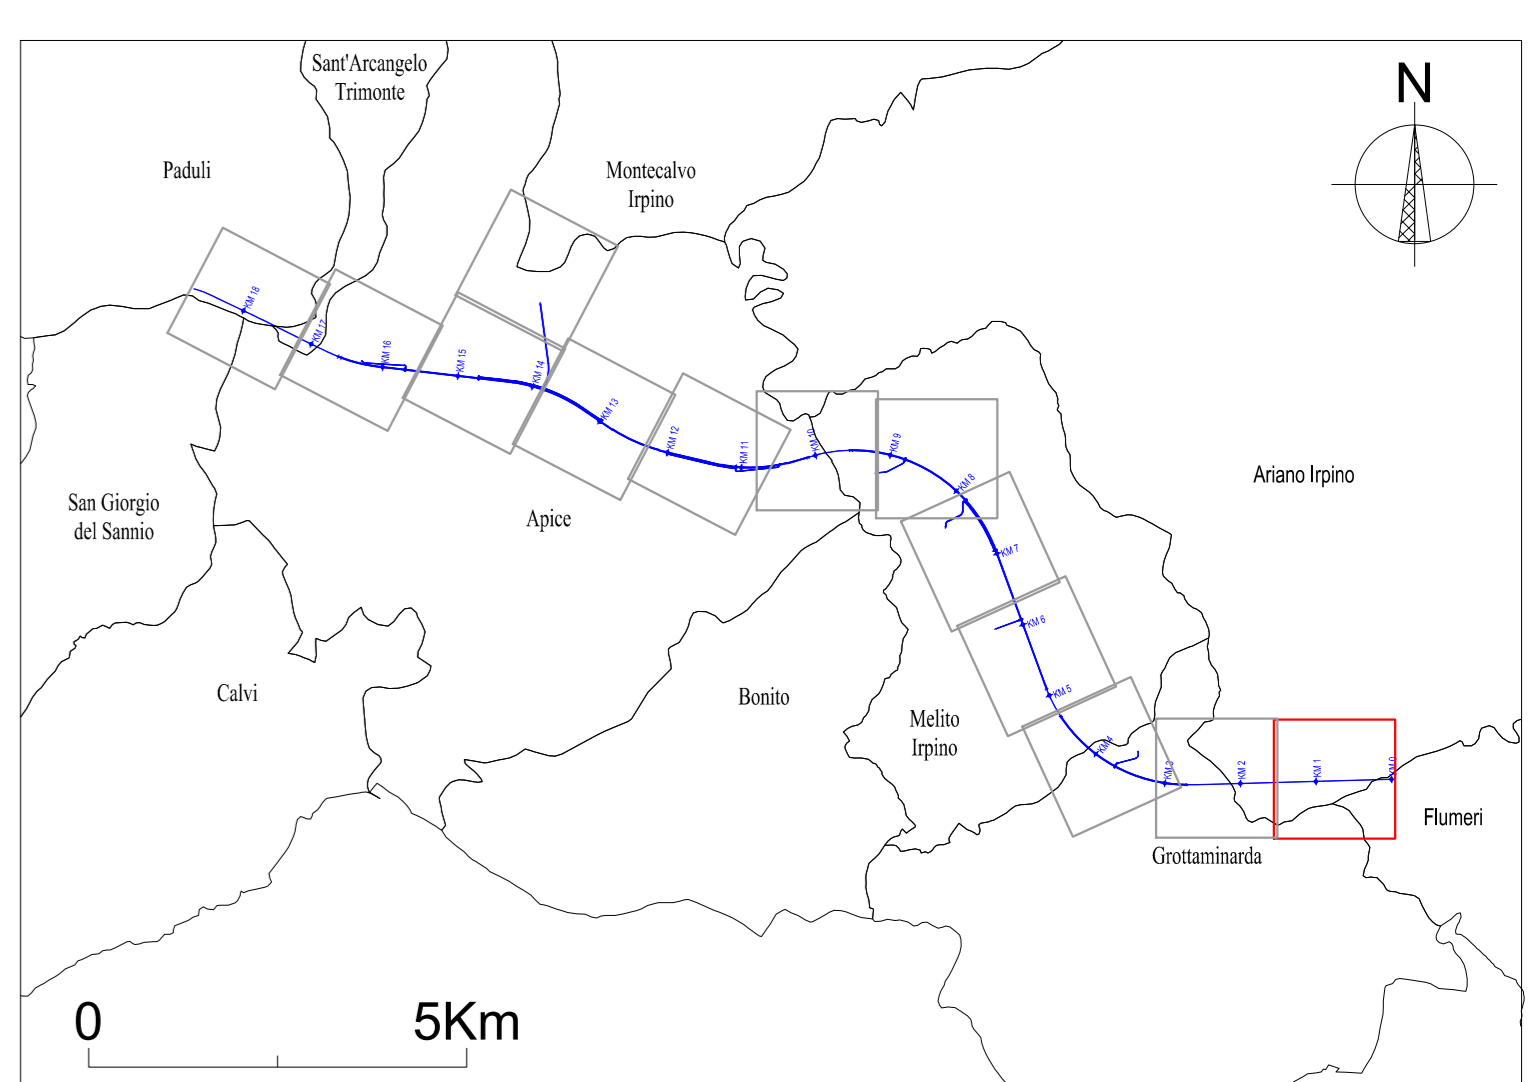 Sant'Arcangelo
Trimonte
N
Paduli
Montecalvo
Irpino
KM 18
KM 17
KM 16
KM 15
KM 14
KM 13
KM 12
KM 11
KM 10
KM 9
KM 8
KM 7
KM 6
KM 5
KM 4
KM 3
KM 2
KM 1
KM 0
Ariano Irpino
San Giorgio
del Sannio
Apice
Calvi
Bonito
Melito
Irpino
Flumeri
Grottaminarda
0
5Km